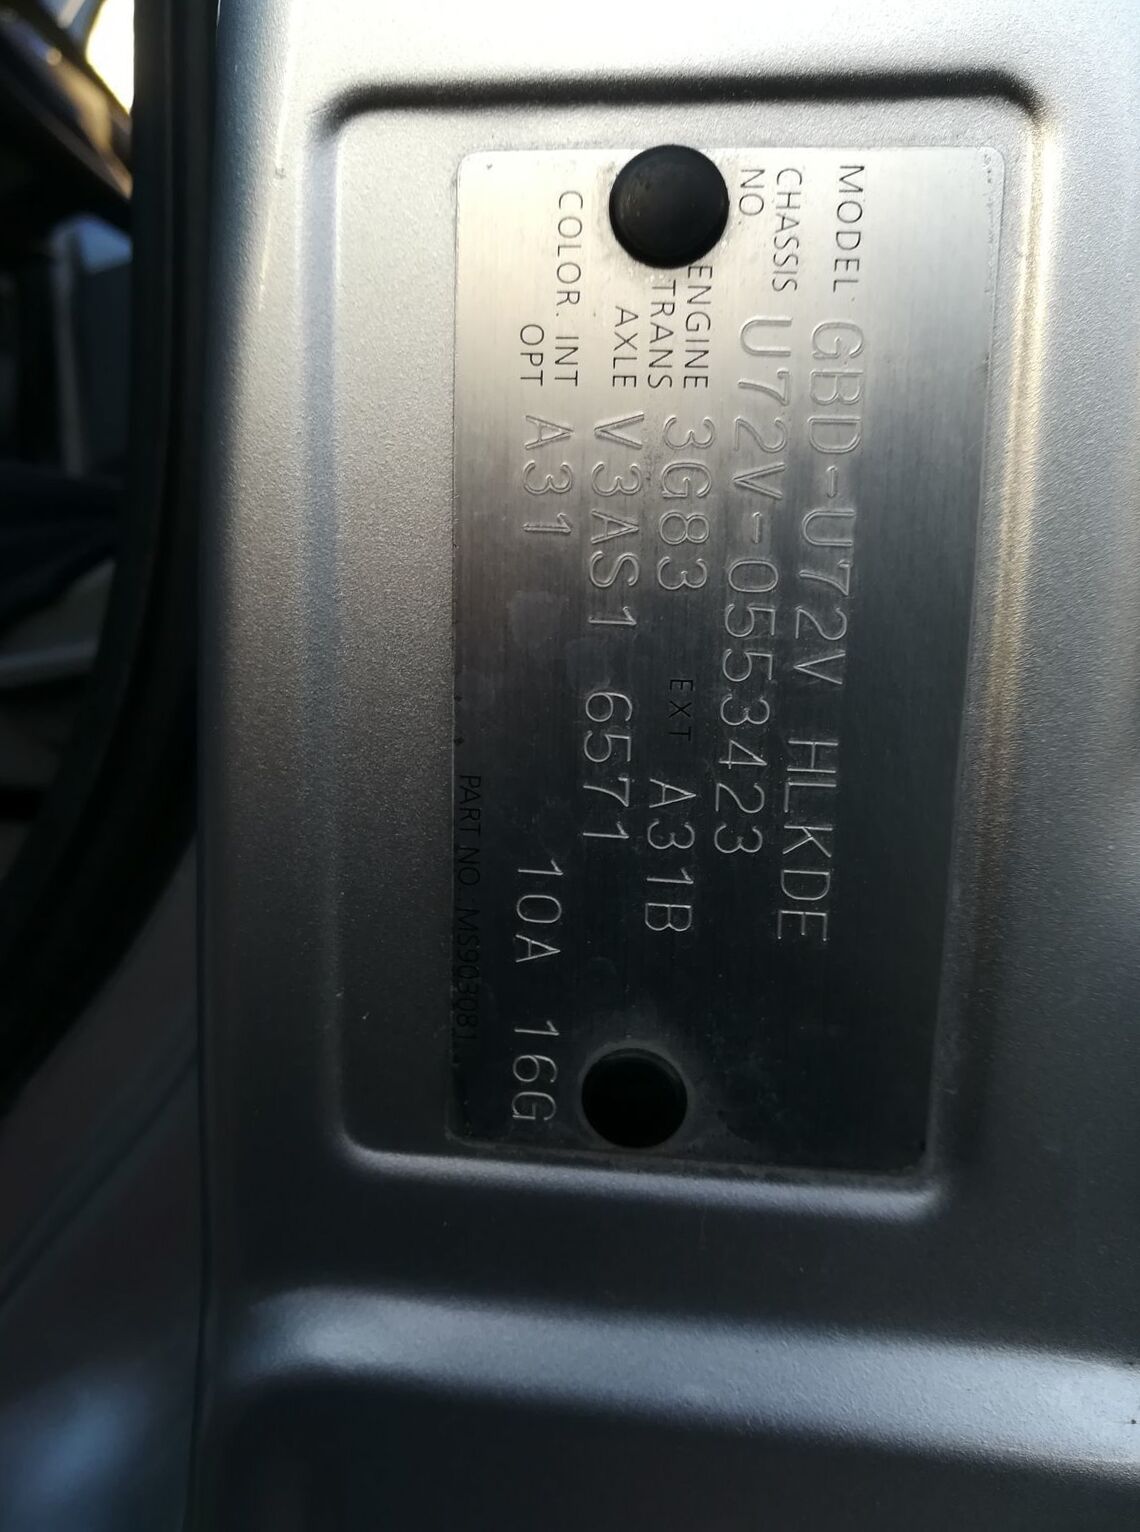 MODEL GBD-U72V HLKDE
CHASSIS NO. U72V-0553423
ENGINE 3G83 EXT A31B
TRANS AXLE V3AS1 6571
COLOR. INT OPT A31 10A 16G
PART NO. MS903081